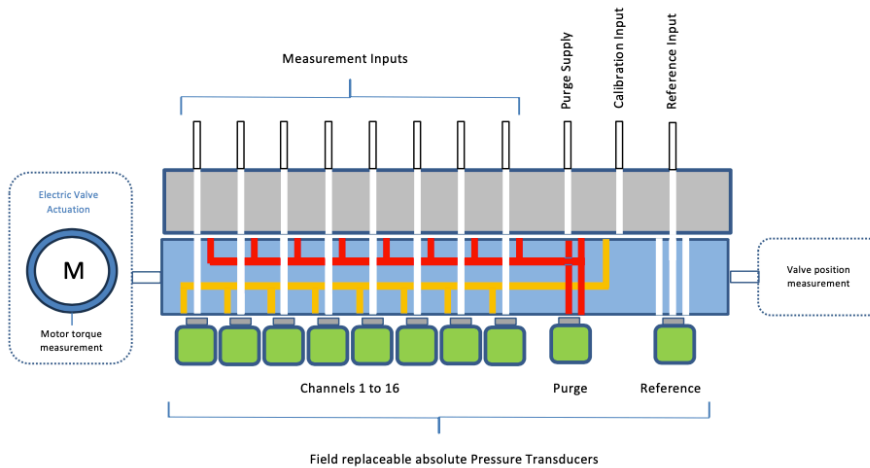 Measurement Inputs
Purge Supply
Calibration Input
Reference Input
Electric Valve
Actuation
M
Motor torque
measurement
Valve position
measurement
Channels 1 to 16
Purge
Reference
Field replaceable absolute Pressure Transducers